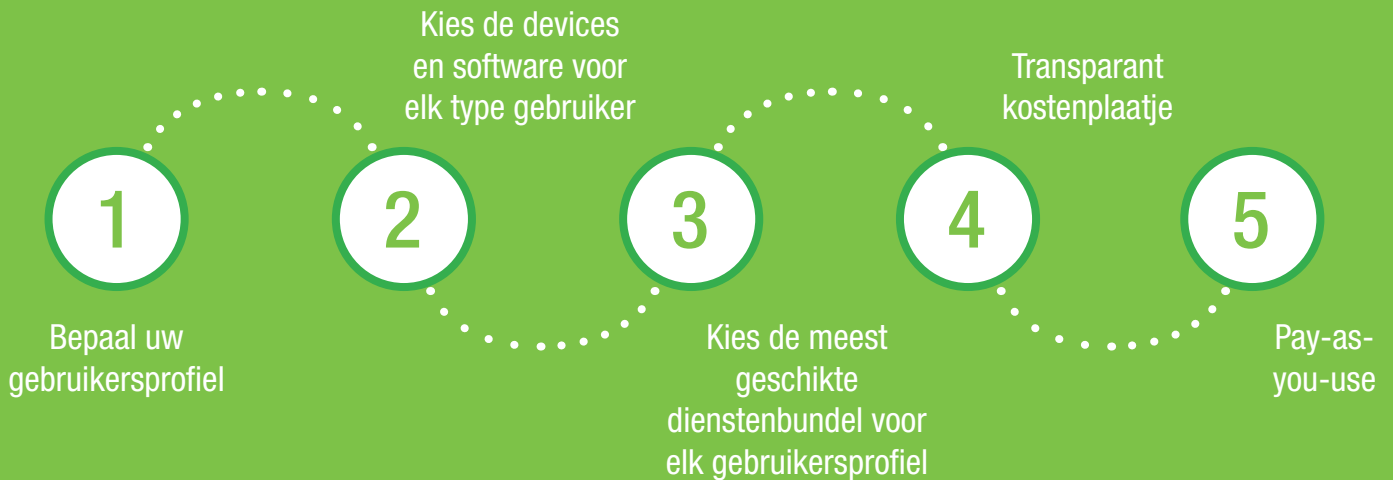 1
Bepaal uw
gebruikersprofiel
2
Kies de devices
en software voor
elk type gebruiker
3
Kies de meest
geschikte
dienstenbundel voor
elk gebruikersprofiel
4
Transparant
kostenplaatje
5
Pay-as-
you-use